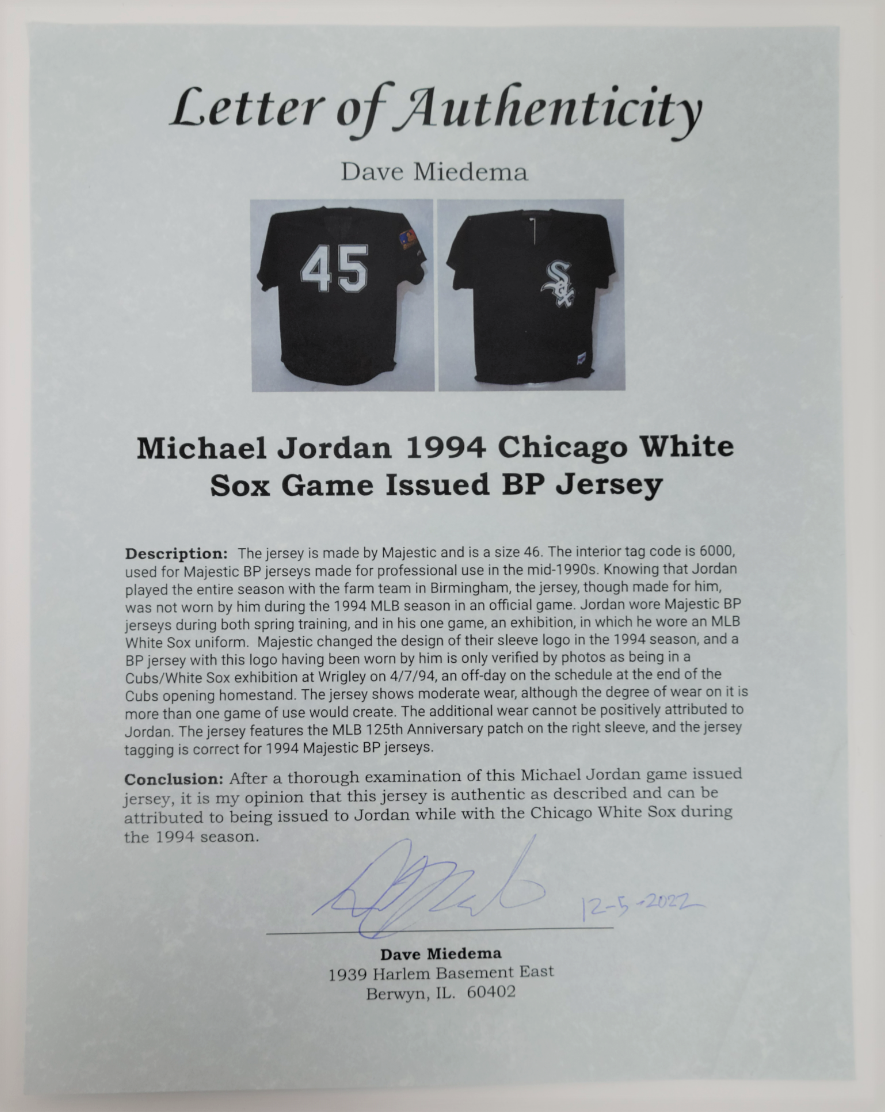 Letter of Authenticity
Dave Miedema
45
Sox
Michael Jordan 1994 Chicago White
Sox Game Issued BP Jersey
Description: The jersey is made by Majestic and is a size 46. The interior tag code is 6000,
used for Majestic BP jerseys made for professional use in the mid-1990s. Knowing that Jordan
played the entire season with the farm team in Birmingham, the jersey, though made for him,
was not worn by him during the 1994 MLB season in an official game. Jordan wore Majestic BP
jerseys during both spring training, and in his one game, an exhibition, in which he wore an MLB
White Sox uniform. Majestic changed the design of their sleeve logo in the 1994 season, and a
BP jersey with this logo having been worn by him is only verified by photos as being in a
Cubs/White Sox exhibition at Wrigley on 4/7/94, an off-day on the schedule at the end of the
Cubs opening homestand. The jersey shows moderate wear, although the degree of wear on it is
more than one game of use would create. The additional wear cannot be positively attributed to
Jordan. The jersey features the MLB 125th Anniversary patch on the right sleeve, and the jersey
tagging is correct for 1994 Majestic BP jerseys.
Conclusion: After a thorough examination of this Michael Jordan game issued
jersey, it is my opinion that this jersey is authentic as described and can be
attributed to being issued to Jordan while with the Chicago White Sox during
the 1994 season.
12-5-2022
Dave Miedema
1939 Harlem Basement East
Berwyn, IL. 60402